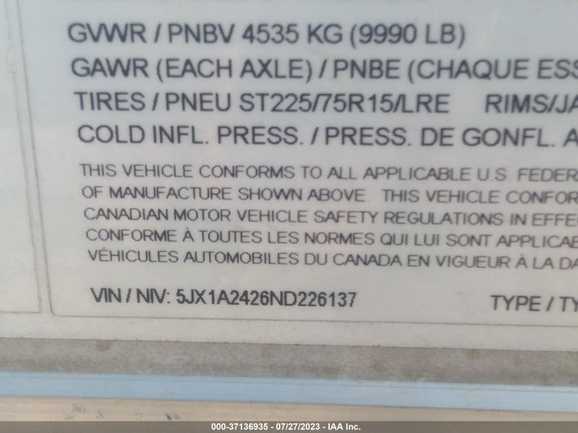 GVWR / PNBV 4535 KG (9990 LB)
GAWR (EACH AXLE) / PNBE (CHAQUE ESS
TIRES / PNEU ST225/75R15/LRE RIMS/JA
COLD INFL. PRESS. / PRESS. DE GONFL. A
THIS VEHICLE CONFORMS TO ALL APPLICABLE U.S. FEDER
OF MANUFACTURE SHOWN ABOVE THIS VEHICLE CONFOR
CANADIAN MOTOR VEHICLE SAFETY REGULATIONS IN EFFE
CONFORME À TOUTES LES NORMES QUI LUI SONT APPLICAB
VÉHICULES AUTOMOBILES DU CANADA EN VIGUEUR À LA DA
VIN / NIV: 5JX1A2426ND226137 TYPE / TY
000-37136935 - 07/27/2023 - IAA Inc.